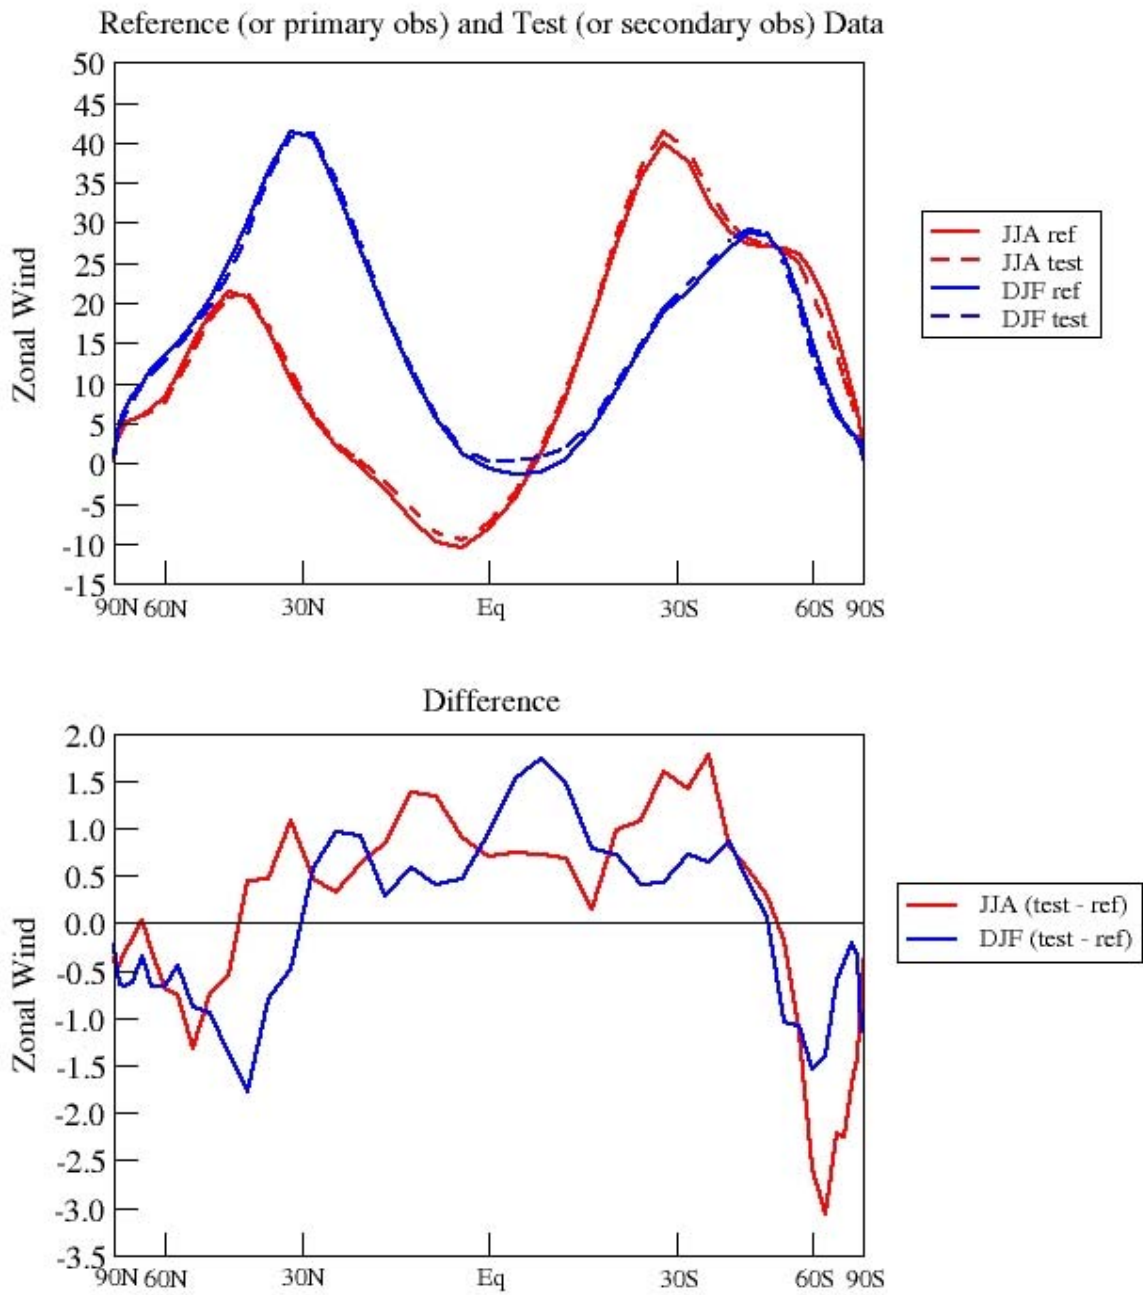 Reference (or primary obs) and Test (or secondary obs) Data
50
45
40
35
30
25
20
15
10
5
0
-5
-10
-15
Zonal Wind
90N 60N 30N Eq 30S 60S 90S
JJA ref
JJA test
DJF ref
DJF test
Difference
2.0
1.5
1.0
0.5
0.0
-0.5
-1.0
-1.5
-2.0
-2.5
-3.0
-3.5
Zonal Wind
90N 60N 30N Eq 30S 60S 90S
JJA (test - ref)
DJF (test - ref)